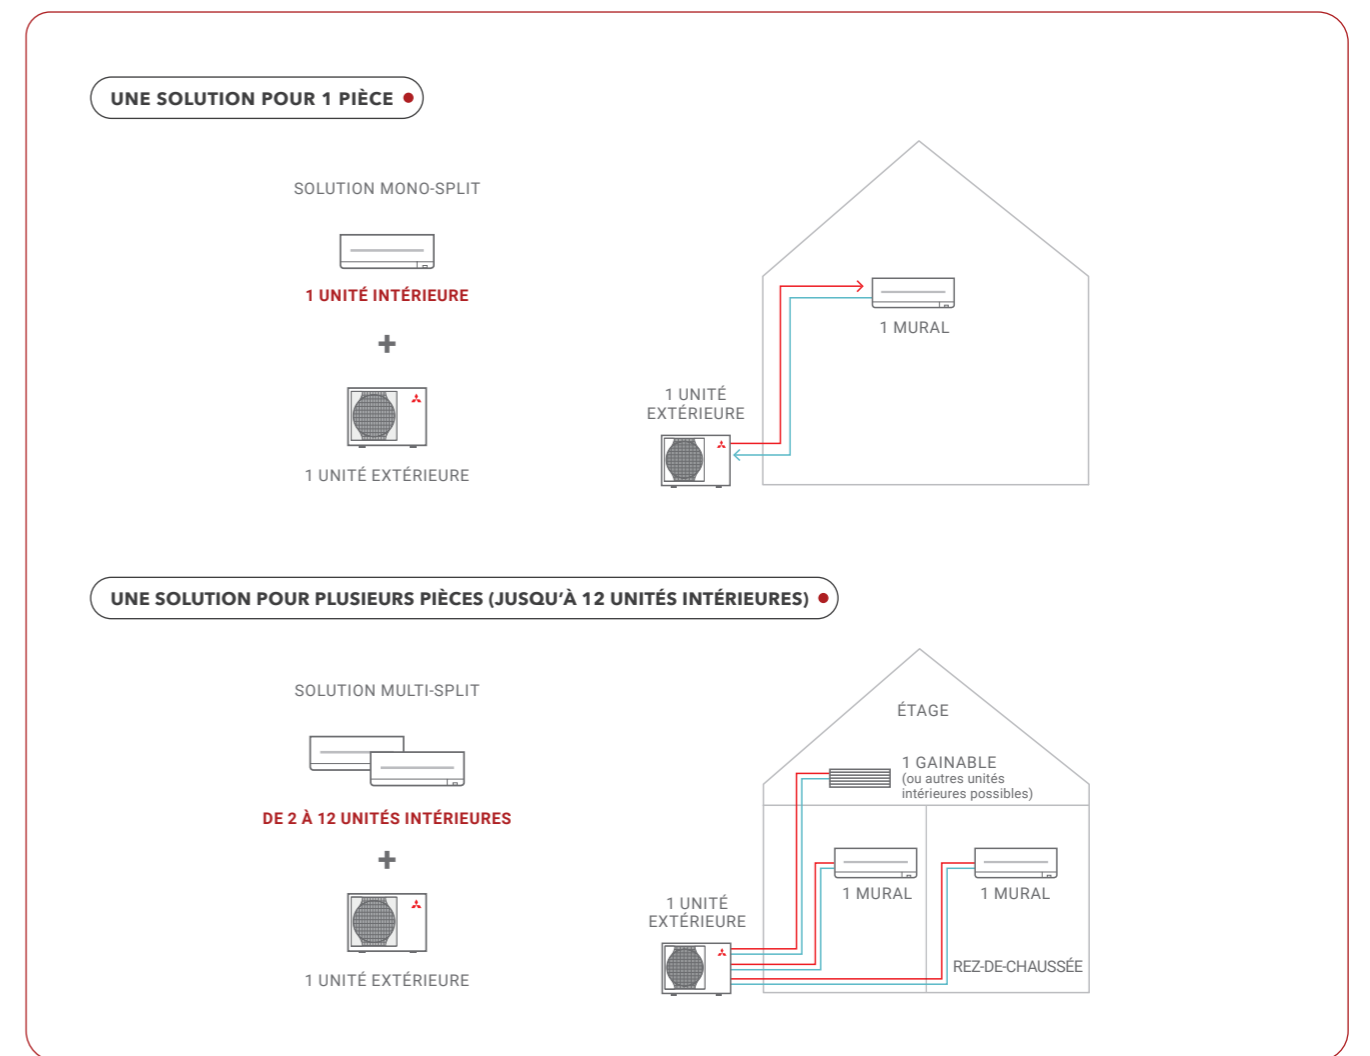 UNE SOLUTION POUR 1 PIÈCE
SOLUTION MONO-SPLIT
1 UNITÉ INTÉRIEURE
+
1 UNITÉ EXTÉRIEURE
1 MURAL
1 UNITÉ
EXTÉRIEURE
UNE SOLUTION POUR PLUSIEURS PIÈCES (JUSQU’À 12 UNITÉS INTÉRIEURES)
SOLUTION MULTI-SPLIT
DE 2 À 12 UNITÉS INTÉRIEURES
+
1 UNITÉ EXTÉRIEURE
ÉTAGE
1 GAINABLE
(ou autres unités
intérieures possibles)
1 MURAL
1 MURAL
1 UNITÉ
EXTÉRIEURE
REZ-DE-CHAUSSÉE